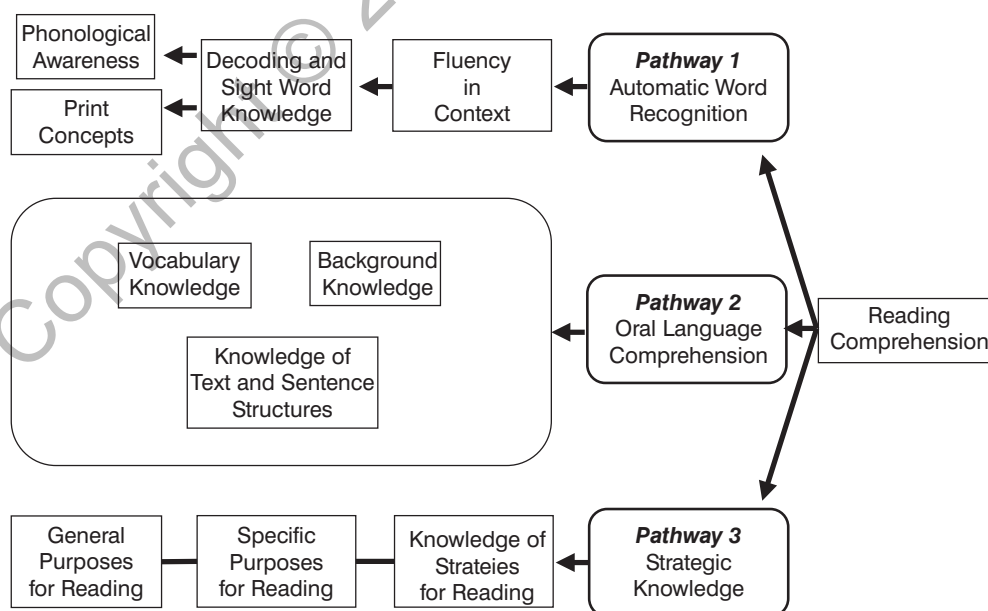 Phonological
Awareness
Print
Concepts
Decoding and
Sight Word
Knowledge
Fluency
in
Context
Pathway 1
Automatic Word
Recognition
Vocabulary
Knowledge
Background
Knowledge
Knowledge of
Text and Sentence
Structures
Pathway 2
Oral Language
Comprehension
Reading
Comprehension
General
Purposes
for Reading
Specific
Purposes
for Reading
Knowledge of
Strateies
for Reading
Pathway 3
Strategic
Knowledge
Copyright © 2